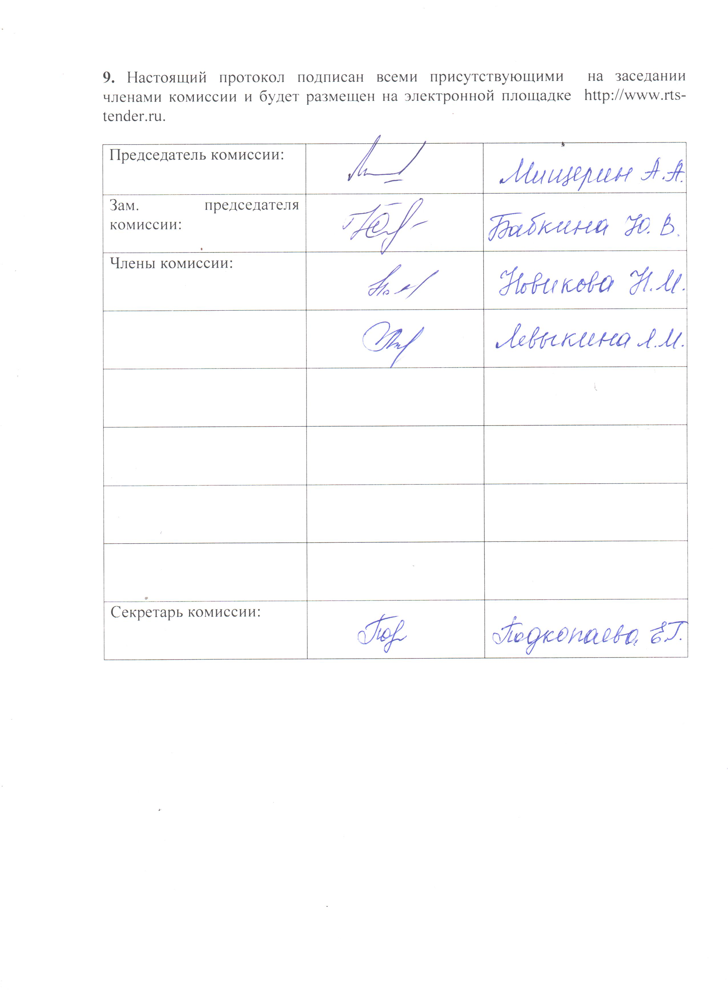 9. Настоящий протокол подписан всеми присутствующими на заседании
членами комиссии и будет размещен на электронной площадке http://www.rts-
tender.ru.
Председатель комиссии: Мищерин А.А.
Зам. председателя
комиссии: Бабкина Ю.В.
Члены комиссии: Новикова Н.М.
Левыкина Л.М.
Секретарь комиссии: Подкопаева Е.Г.